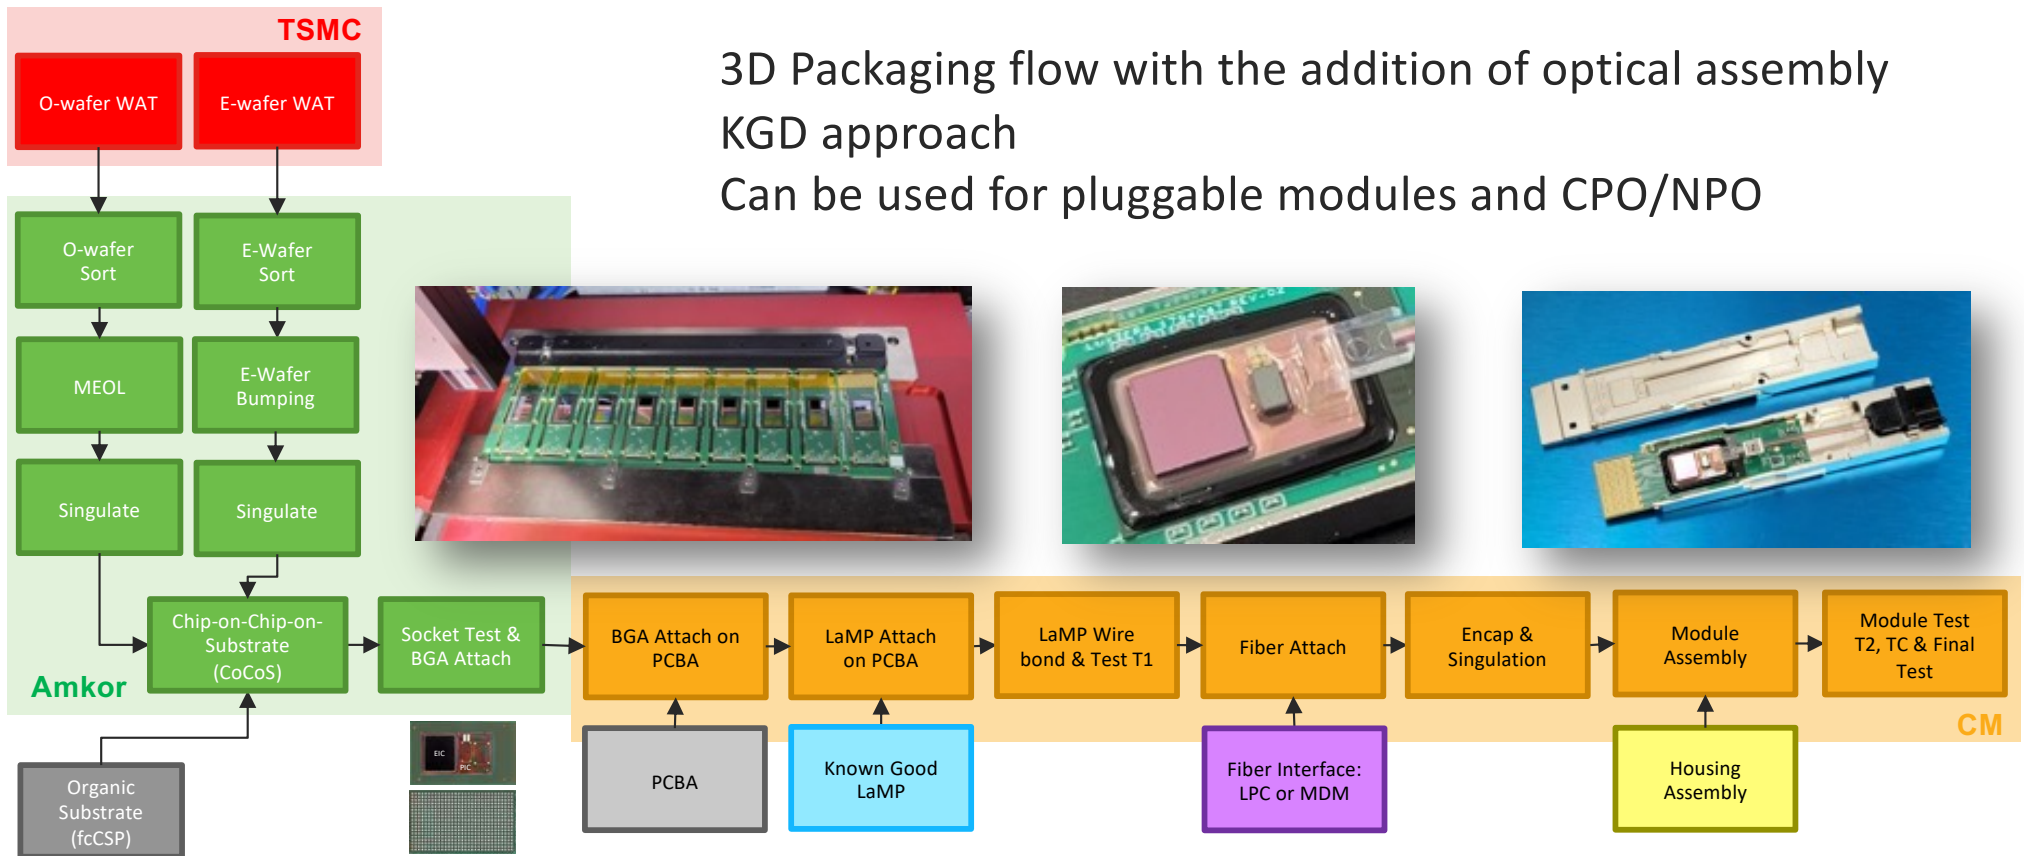 TSMC
O-wafer WAT
E-wafer WAT
3D Packaging flow with the addition of optical assembly
KGD approach
Can be used for pluggable modules and CPO/NPO
O-wafer
Sort
E-Wafer
Sort
MEOL
E-Wafer
Bumping
Singulate
Singulate
Chip-on-Chip-on-
Substrate
(CoCoS)
Socket Test &
BGA Attach
Amkor
Organic
Substrate
(fcCSP)
EIC
PIC
BGA Attach on
PCBA
LaMP Attach
on PCBA
LaMP Wire
bond & Test T1
Fiber Attach
Encap &
Singulation
Module
Assembly
Module Test
T2, TC & Final
Test
CM
PCBA
Known Good
LaMP
Fiber Interface:
LPC or MDM
Housing
Assembly